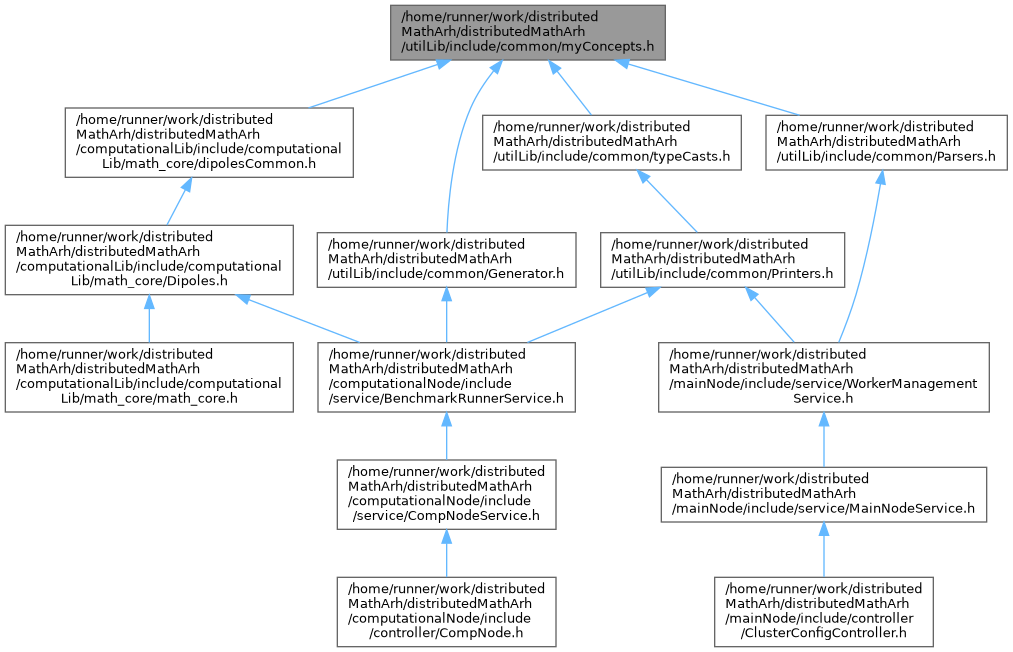 /home/runner/work/distributed
MathArh/distributedMathArh
/utilLib/include/common/myConcepts.h
/home/runner/work/distributed
MathArh/distributedMathArh
/computationalLib/include/computational
Lib/math_core/dipolesCommon.h
/home/runner/work/distributed
MathArh/distributedMathArh
/utilLib/include/common/typeCasts.h
/home/runner/work/distributed
MathArh/distributedMathArh
/utilLib/include/common/Parsers.h
/home/runner/work/distributed
MathArh/distributedMathArh
/computationalLib/include/computational
Lib/math_core/Dipoles.h
/home/runner/work/distributed
MathArh/distributedMathArh
/utilLib/include/common/Generator.h
/home/runner/work/distributed
MathArh/distributedMathArh
/utilLib/include/common/Printers.h
/home/runner/work/distributed
MathArh/distributedMathArh
/computationalLib/include/computational
Lib/math_core/math_core.h
/home/runner/work/distributed
MathArh/distributedMathArh
/computationalNode/include
/service/BenchmarkRunnerService.h
/home/runner/work/distributed
MathArh/distributedMathArh
/mainNode/include/service/WorkerManagement
Service.h
/home/runner/work/distributed
MathArh/distributedMathArh
/computationalNode/include
/service/CompNodeService.h
/home/runner/work/distributed
MathArh/distributedMathArh
/mainNode/include/service/MainNodeService.h
/home/runner/work/distributed
MathArh/distributedMathArh
/computationalNode/include
/controller/CompNode.h
/home/runner/work/distributed
MathArh/distributedMathArh
/mainNode/include/controller
/ClusterConfigController.h